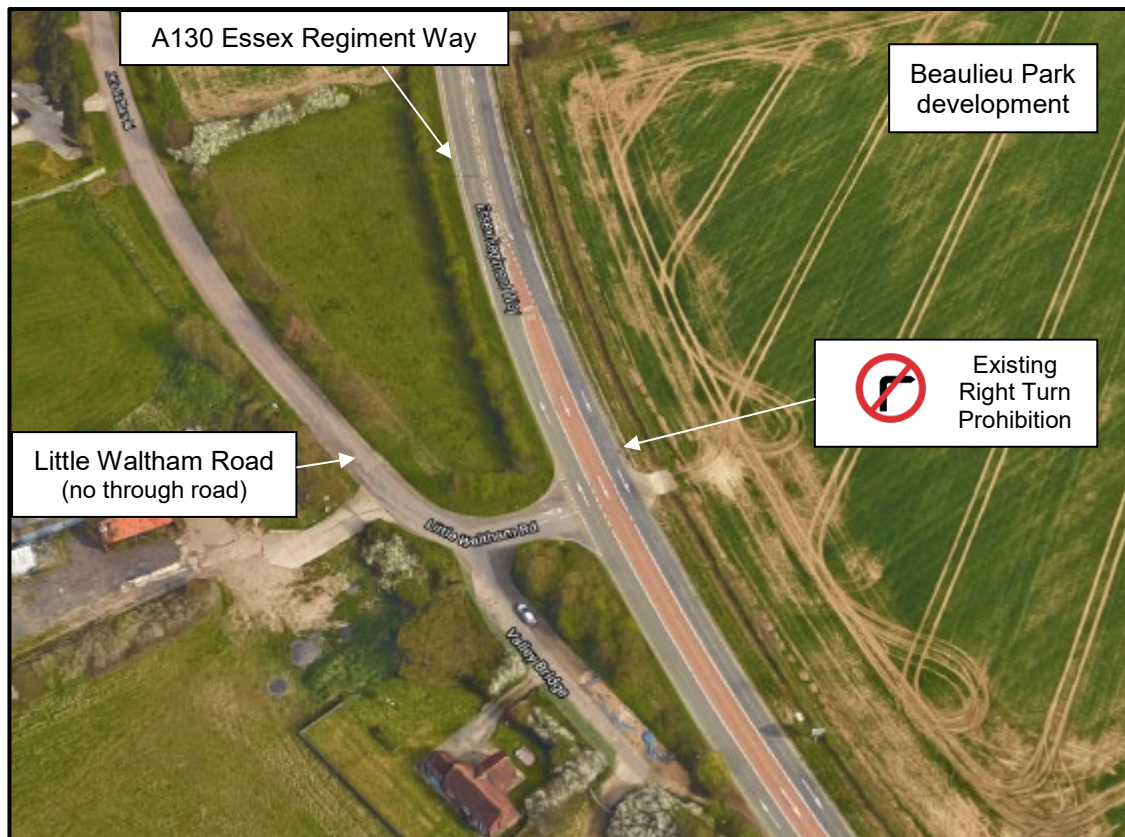 A130 Essex Regiment Way
Beaulieu Park
development
Essex Regiment Way
Existing
Right Turn
Prohibition
Little Waltham Road
(no through road)
Little Waltham Rd
Valley Bridge